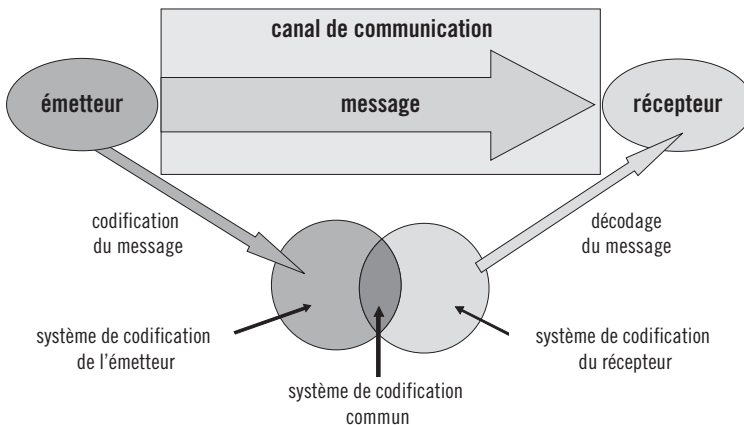 canal de communication
émetteur
message
récepteur
codification
du message
décodage
du message
système de codification
de l’émetteur
système de codification
du récepteur
système de codification
commun